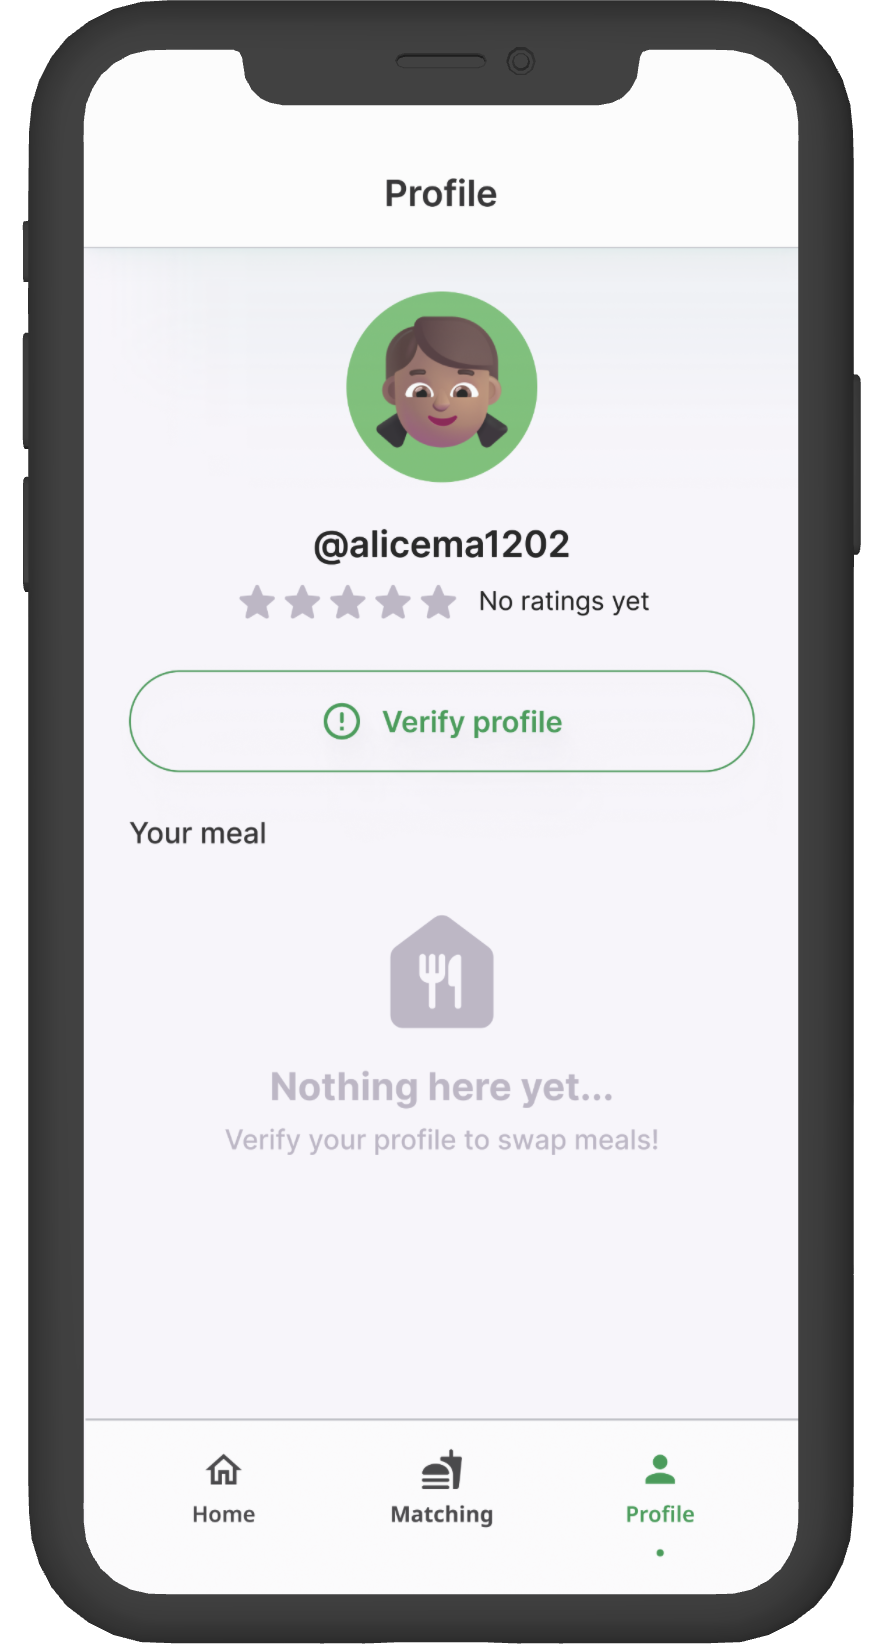 Profile
@alicema1202
No ratings yet
Verify profile
Your meal
Nothing here yet...
Verify your profile to swap meals!
Home
Matching
Profile